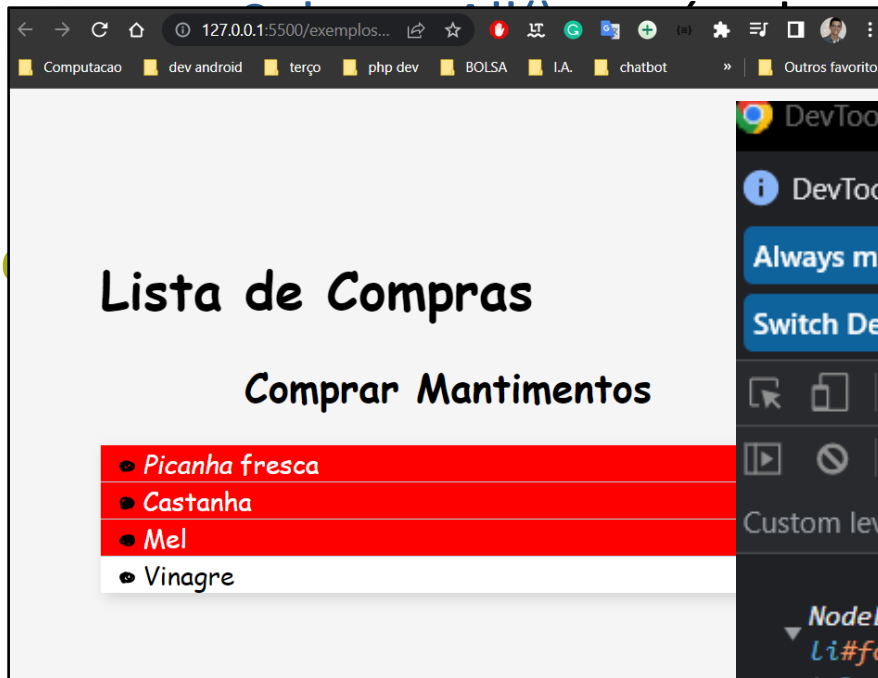 127.0.0.1:5500/exemplos...
Computacao dev android terço php dev BOLSA I.A. chatbot » Outros favorito
DevToo
DevToo
Always m
Lista de Compras
Switch De
Comprar Mantimentos
Picanha fresca
Castanha
Mel
Vinagre
Custom lev
NodeL
li#fo